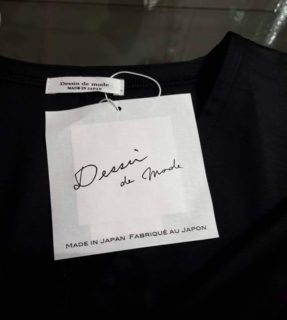 Dessin de mode
MADE IN JAPAN
Dessin
de Mode
MADE IN JAPAN FABRIQUÉ AU JAPON